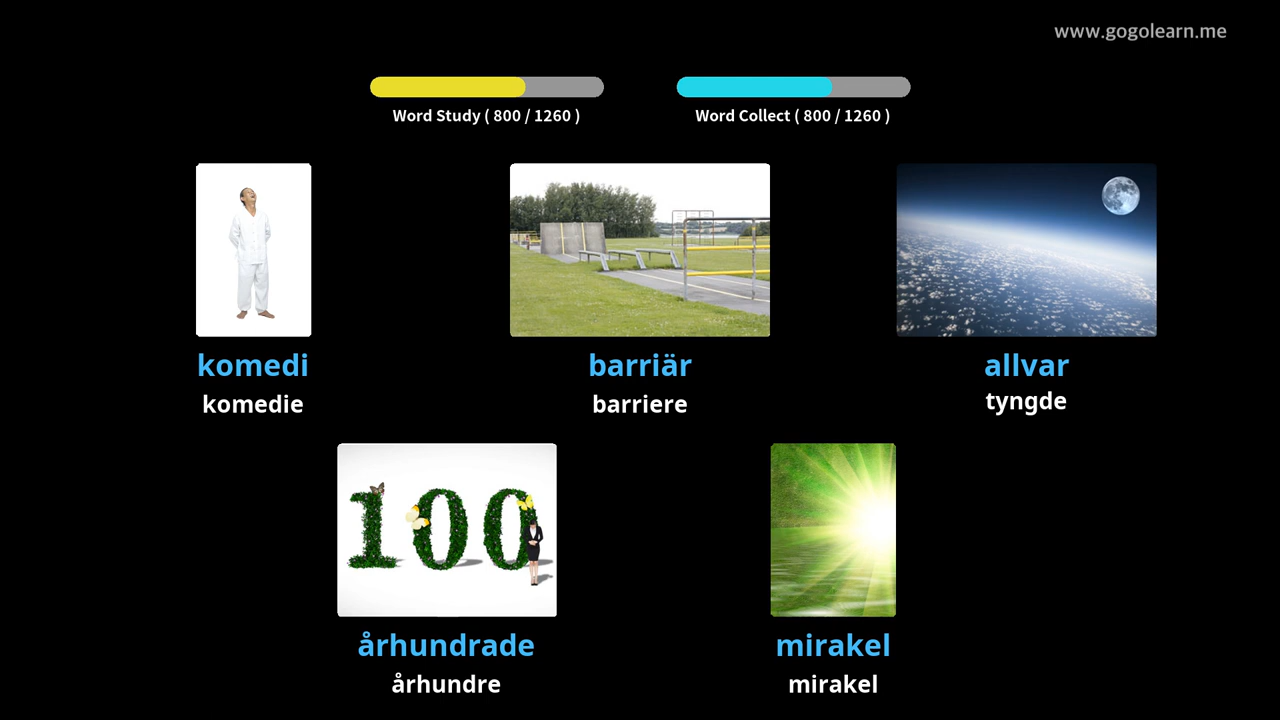 www.gogolearn.me
Word Study ( 800 / 1260 )
Word Collect ( 800 / 1260 )
komedi
komedie
barriär
barriere
allvar
tyngde
100
århundrade
århundre
mirakel
mirakel